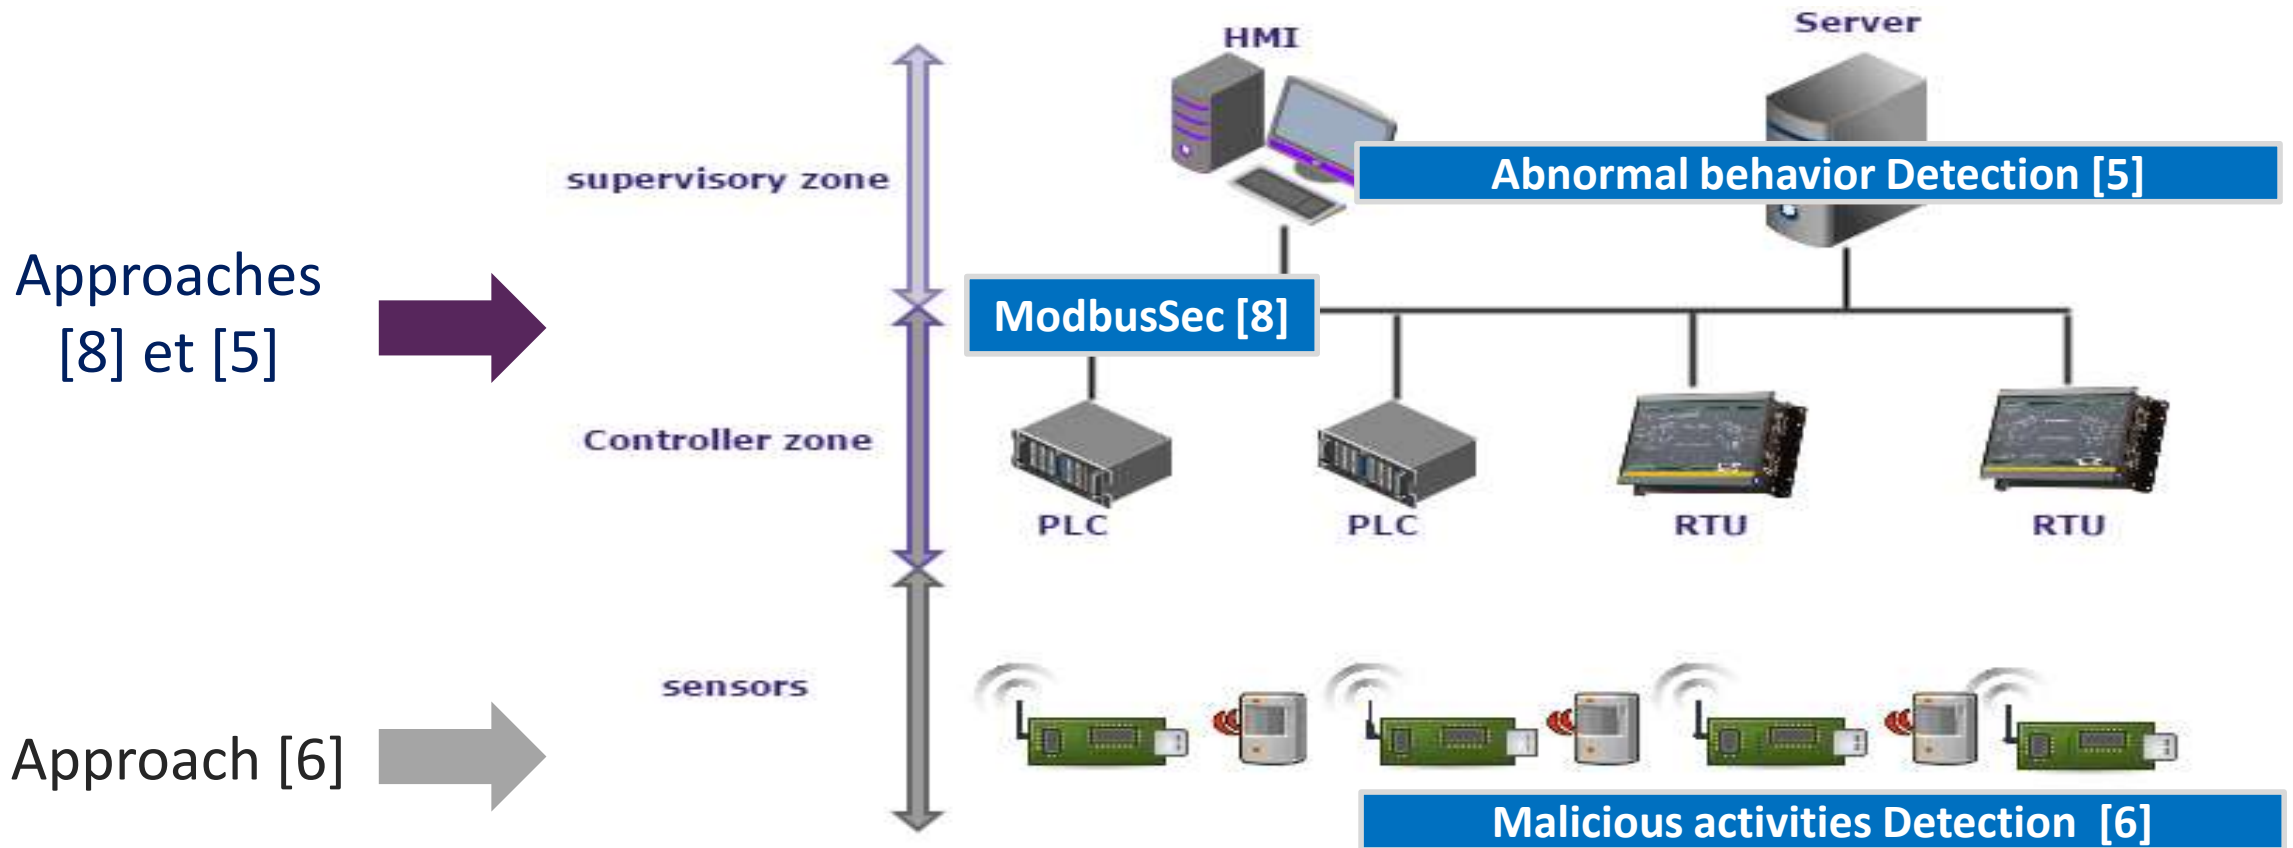 HMI
Server
supervisory zone
Abnormal behavior Detection [5]
Approaches
[8] et [5]
ModbusSec [8]
Controller zone
PLC
PLC
RTU
RTU
sensors
Approach [6]
Malicious activities Detection [6]